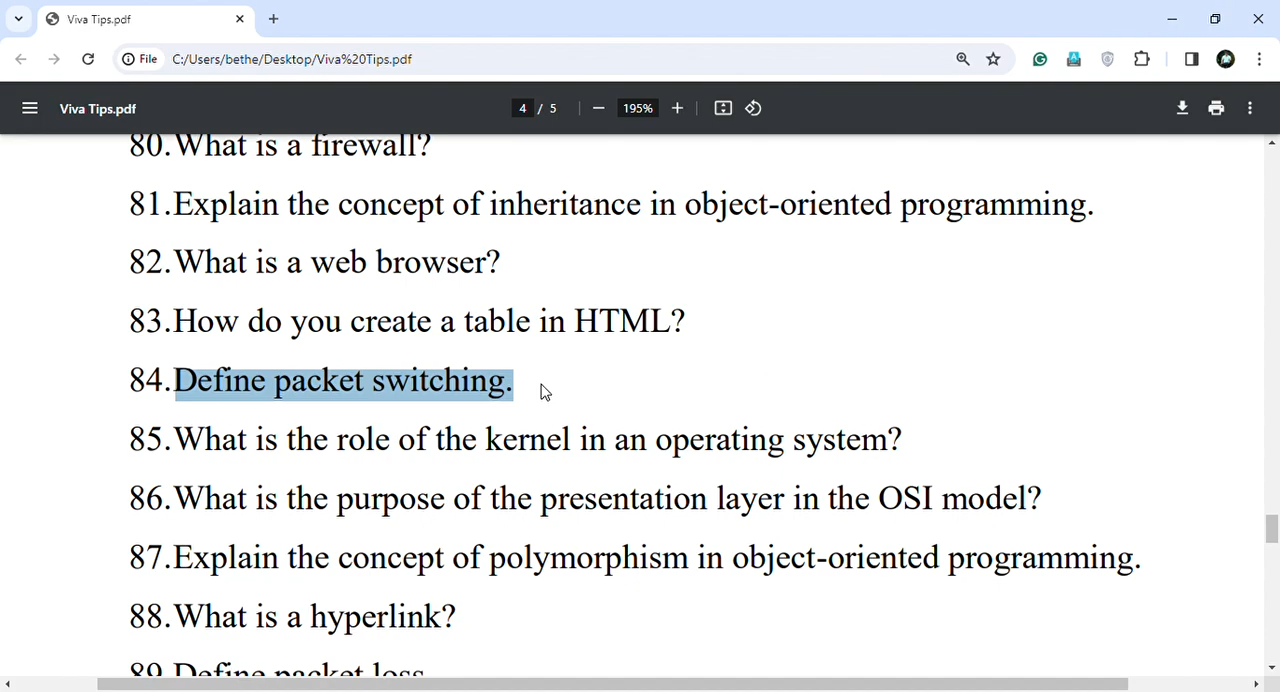 Viva Tips.pdf
File
C:/Users/bethe/Desktop/Viva%20Tips.pdf
Viva Tips.pdf
4 / 5
195%
80.What is a firewall?
81.Explain the concept of inheritance in object-oriented programming.
82.What is a web browser?
83.How do you create a table in HTML?
84.Define packet switching.
85.What is the role of the kernel in an operating system?
86.What is the purpose of the presentation layer in the OSI model?
87.Explain the concept of polymorphism in object-oriented programming.
88.What is a hyperlink?
89.Define packet loss